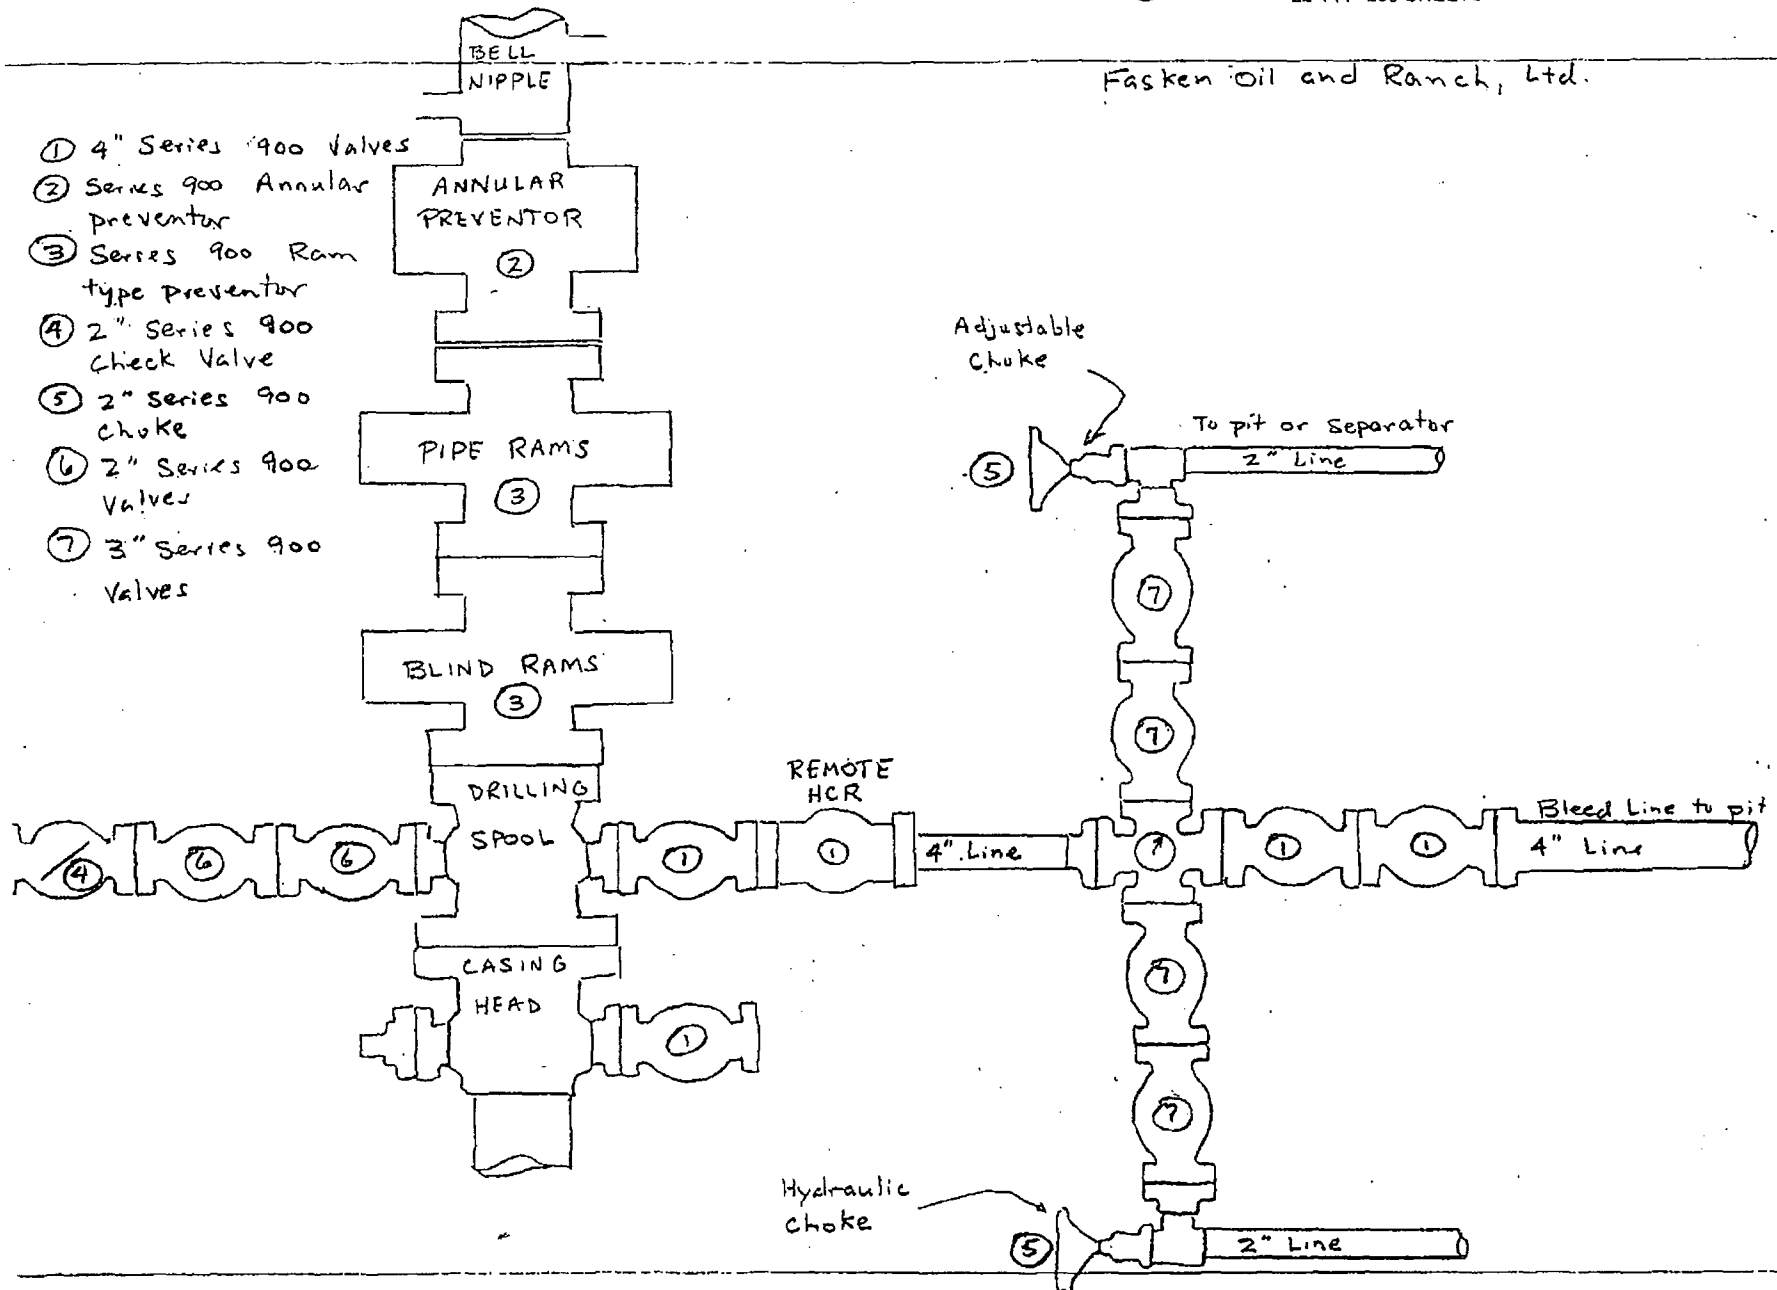 Fasken Oil and Ranch, Ltd.
① 4" Series 900 Valves
② Series 900 Annular
preventor
③ Series 900 Ram
type preventor
④ 2" Series 900
Check Valve
⑤ 2" Series 900
Choke
⑥ 2" Series 900
Valves
⑦ 3" Series 900
Valves
BELL
NIPPLE
ANNULAR
PREVENTOR
②
PIPE RAMS
③
BLIND RAMS
③
DRILLING
SPOOL
④ ⑥ ⑥
①
REMOTE
HCR
①
4" Line
① ①
Bleed Line to pit
4" Line
CASING
HEAD
①
Adjustable
Choke
⑤
To pit or separator
2" Line
⑦
⑦
⑦
⑦
Hydraulic
Choke
⑤
2" Line